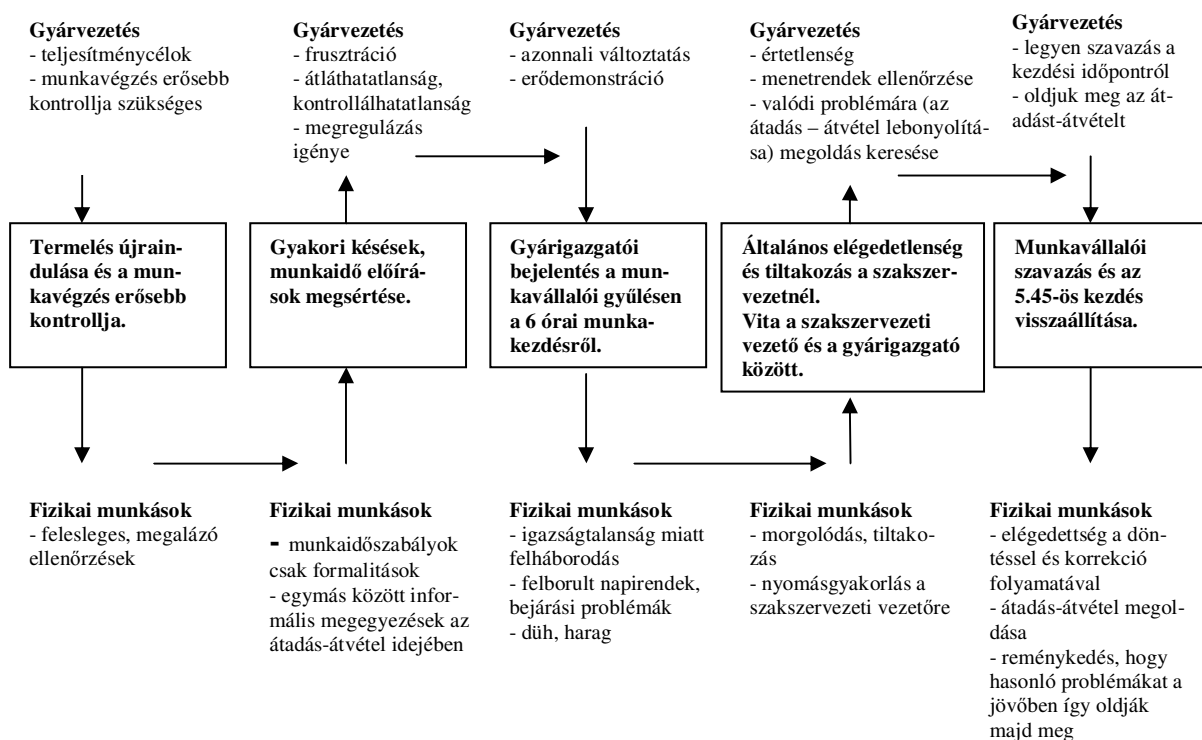 Gyárvezetés
- teljesítménycélok
- munkavégzés erősebb
kontrollja szükséges
Gyárvezetés
- frusztráció
- átláthatatlanság,
kontrollálhatatlanság
- megregulázás
igénye
Gyárvezetés
- azonnali változtatás
- erődemonstráció
Gyárvezetés
- értetlenség
- menetrendek ellenőrzése
- valódi problémára (az
átadás – átvétel lebonyolítá-
sa) megoldás keresése
Gyárvezetés
- legyen szavazás a
kezdési időpontról
- oldjuk meg az át-
adást-átvételt
Termelés újrain-
dulása és a mun-
kavégzés erősebb
kontrollja.
Gyakori késések,
munkaidő előírá-
sok megsértése.
Gyárigazgatói
bejelentés a mun-
kavállalói gyűlésen
a 6 órai munka-
kezdésről.
Általános elégedetlenség
és tiltakozás a szakszer-
vezetnél.
Vita a szakszervezeti
vezető és a gyárigazgató
között.
Munkavállalói
szavazás és az
5.45-ös kezdés
visszaállítása.
Fizikai munkások
- felesleges, megalázó
ellenőrzések
Fizikai munkások
- munkaidőszabályok
csak formalitások
- egymás között infor-
mális megegyezések az
átadás-átvétel idejében
Fizikai munkások
- igazságtalanság miatt
felháborodás
- felborult napirendek,
bejárási problémák
- düh, harag
Fizikai munkások
- morgolódás, tiltako-
zás
- nyomásgyakorlás a
szakszervezeti vezetőre
Fizikai munkások
- elégedettség a dön-
téssel és korrekció
folyamatával
- átadás-átvétel megol-
dása
- reménykedés, hogy
hasonló problémákat a
jövőben így oldják
majd meg